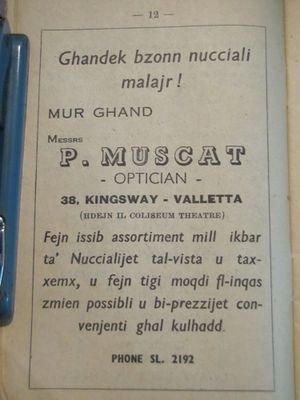 — 12 —
Ghandek bzonn nucciali
malajr!
MUR GHAND
MESSRS
P. MUSCAT
- OPTICIAN -
38, KINGSWAY - VALLETTA
(HDEJN IL COLISEUM THEATRE)
Fejn issib assortiment mill ikbar
ta' Nuccialijet tal-vista u tax-
xemx, u fejn tigi moqdi fl-inqas
zmien possibli u bi-prezzijet con-
venjenti ghal kulhadd.
PHONE SL. 2192